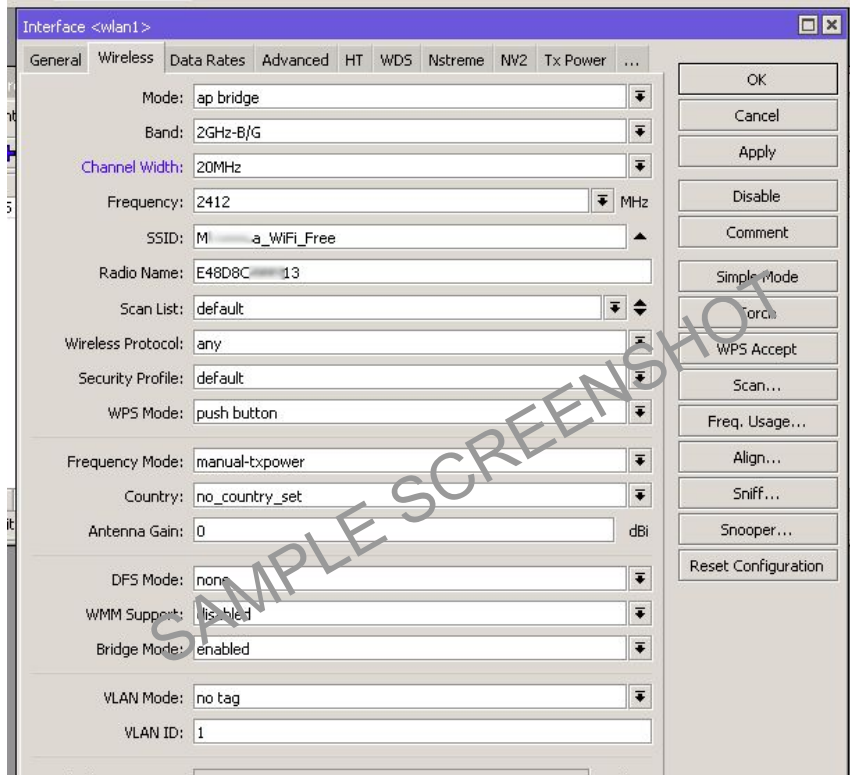 Interface <wlan1>
General Wireless Data Rates Advanced HT WDS Nstreme NV2 Tx Power ...
Mode: ap bridge
Band: 2GHz-B/G
Channel Width: 20MHz
Frequency: 2412 MHz
SSID: M a_WiFi_Free
Radio Name: E48D8C 13
Scan List: default
Wireless Protocol: any
Security Profile: default
WPS Mode: push button
Frequency Mode: manual-txpower
Country: no_country_set
Antenna Gain: 0 dBi
DFS Mode: none
WMM Support: disabled
Bridge Mode: enabled
VLAN Mode: no tag
VLAN ID: 1
OK
Cancel
Apply
Disable
Comment
Simple Mode
Torch
WPS Accept
Scan...
Freq. Usage...
Align...
Sniff...
Snooper...
Reset Configuration
SAMPLE SCREENSHOT